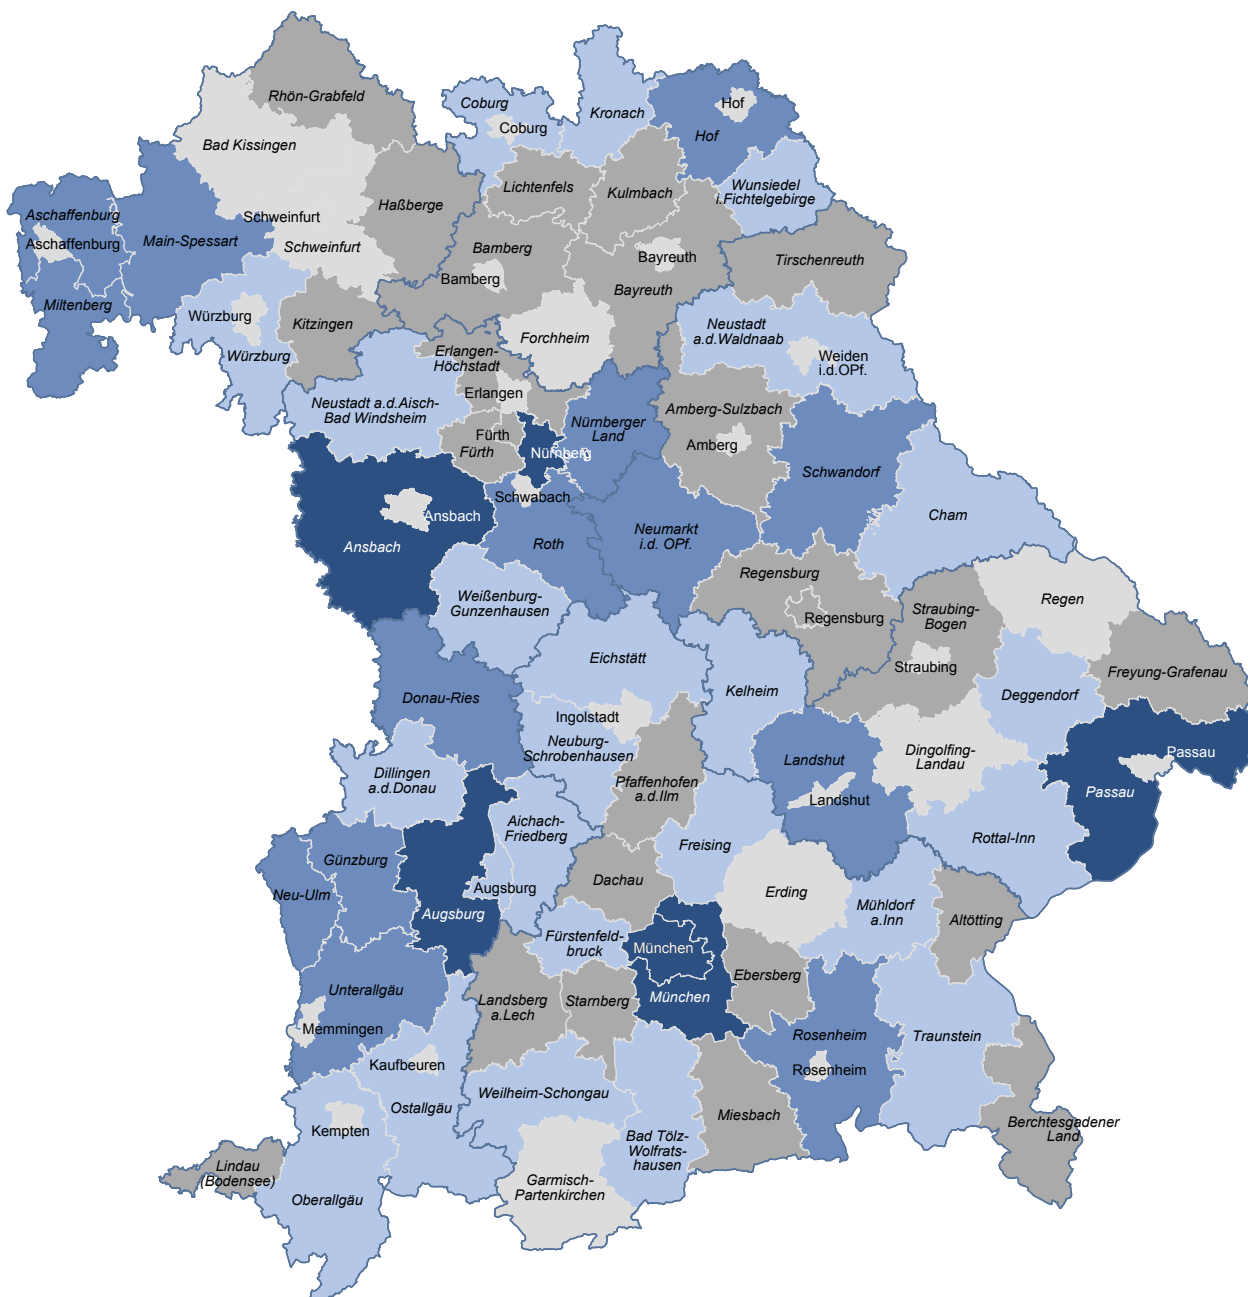 Rhön-Grabfeld
Coburg
Coburg
Kronach
Hof
Hof
Bad Kissingen
Lichtenfels
Kulmbach
Wunsiedel
i.Fichtelgebirge
Aschaffenburg
Aschaffenburg
Main-Spessart
Schweinfurt
Schweinfurt
Haßberge
Bamberg
Bamberg
Bayreuth
Bayreuth
Tirschenreuth
Miltenberg
Würzburg
Würzburg
Kitzingen
Forchheim
Neustadt
a.d.Waldnaab
Weiden
i.d.OPf.
Erlangen-
Höchstadt
Erlangen
Neustadt a.d.Aisch-
Bad Windsheim
Fürth
Fürth
Nürnberg
Nürnberger
Land
Amberg-Sulzbach
Amberg
Schwandorf
Cham
Schwabach
Ansbach
Ansbach
Roth
Neumarkt
i.d. OPf.
Weißenburg-
Gunzenhausen
Regensburg
Regensburg
Straubing-
Bogen
Straubing
Regen
Freyung-Grafenau
Eichstätt
Donau-Ries
Ingolstadt
Neuburg-
Schrobenhausen
Kelheim
Deggendorf
Dillingen
a.d.Donau
Pfaffenhofen
a.d.Ilm
Landshut
Landshut
Dingolfing-
Landau
Passau
Passau
Aichach-
Friedberg
Freising
Rottal-Inn
Günzburg
Neu-Ulm
Augsburg
Augsburg
Dachau
Erding
Mühldorf
a.Inn
Altötting
Fürstenfeld-
bruck
München
München
Ebersberg
Unterallgäu
Memmingen
Landsberg
a.Lech
Starnberg
Rosenheim
Rosenheim
Traunstein
Kaufbeuren
Ostallgäu
Weilheim-Schongau
Kempten
Miesbach
Bad Tölz-
Wolfrats-
hausen
Berchtesgadener
Land
Lindau
(Bodensee)
Oberallgäu
Garmisch-
Partenkirchen